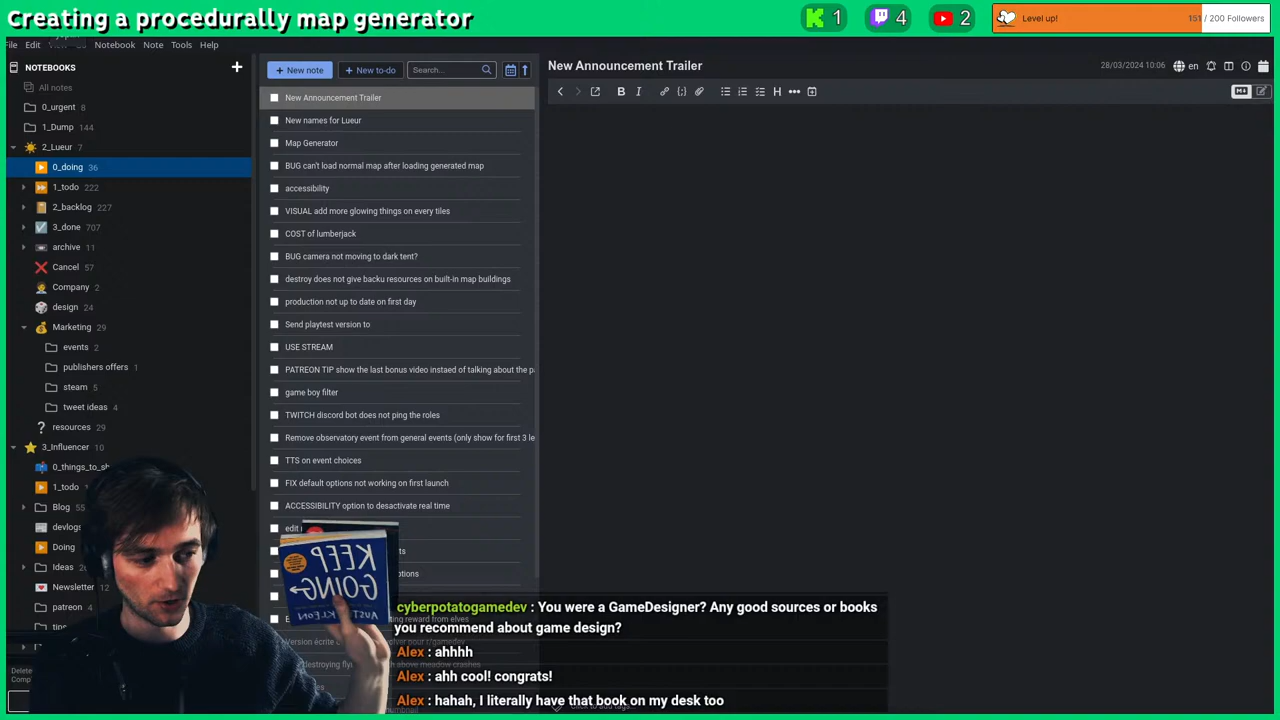 Creating a procedurally map generator
1
4
2
Level up!
151 / 200 Followers
File Edit View Notebook Note Tools Help
NOTEBOOKS
All notes
0_urgent 8
1_Dump 144
2_Lueur 7
0_doing 36
1_todo 222
2_backlog 227
3_done 707
archive 11
Cancel 57
Company 2
design 24
Marketing 29
events 2
publishers offers 1
steam 5
tweet ideas 4
resources 29
3_Influencer 10
0_things_to_sh
1_todo
Blog 55
devlogs
Doing
Ideas
Newsletter
patreon
New note
New to-do
Search...
New Announcement Trailer
New names for Lueur
Map Generator
BUG can't load normal map after loading generated map
accessibility
VISUAL add more glowing things on every tiles
COST of lumberjack
BUG camera not moving to dark tent?
destroy does not give backu resources on built-in map buildings
production not up to date on first day
Send playtest version to
USE STREAM
PATREON TIP show the last bonus video instaed of talking about the p
game boy filter
TWITCH discord bot does not ping the roles
Remove observatory event from general events (only show for first 3 le
TTS on event choices
FIX default options not working on first launch
ACCESSIBILITY option to desactivate real time
edit
New Announcement Trailer
28/03/2024 10:06
en
KEEP
GOING
AUSTIN KLEON
cyberpotatogamedev : You were a GameDesigner? Any good sources or books
you recommend about game design?
Alex : ahhhh
Alex : ahh cool! congrats!
Alex : hahah, I literally have that book on my desk too